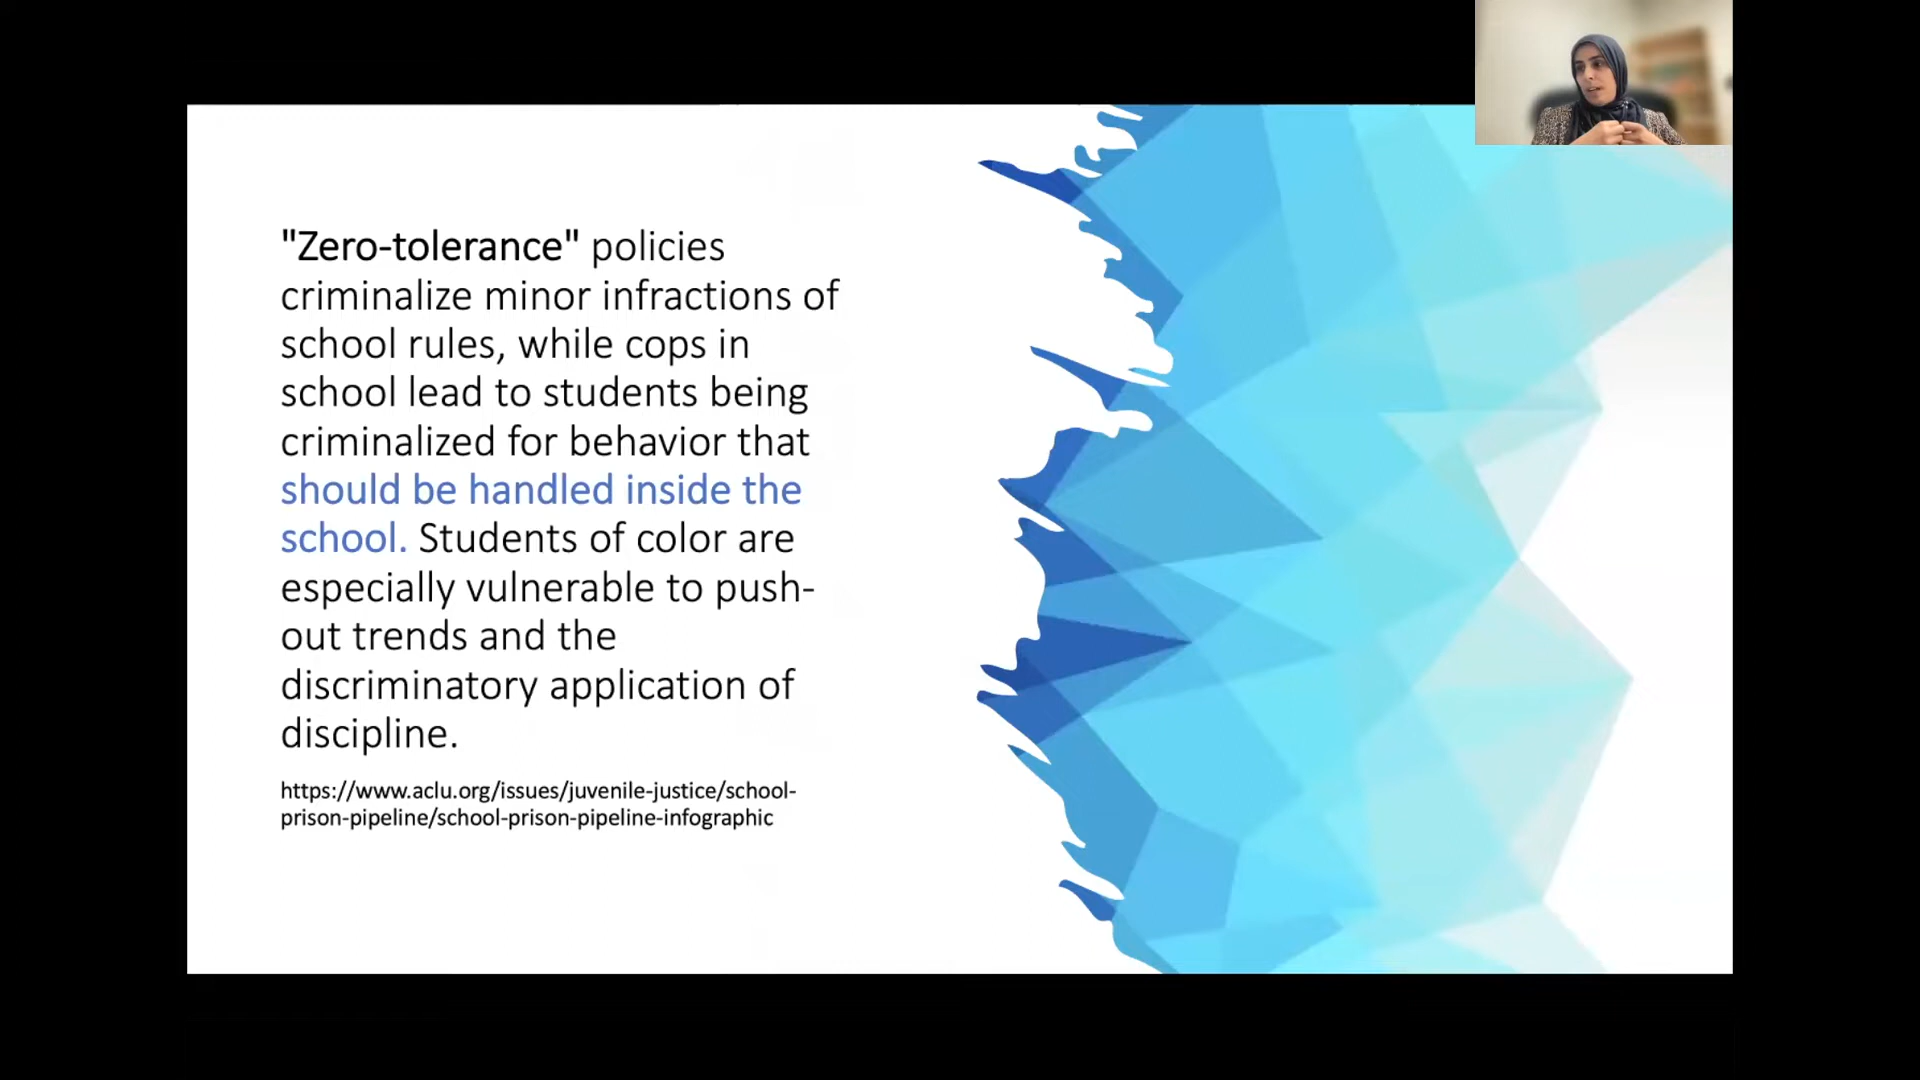 "Zero-tolerance" policies
criminalize minor infractions of
school rules, while cops in
school lead to students being
criminalized for behavior that
should be handled inside the
school. Students of color are
especially vulnerable to push-
out trends and the
discriminatory application of
discipline.
https://www.aclu.org/issues/juvenile-justice/school-
prison-pipeline/school-prison-pipeline-infographic